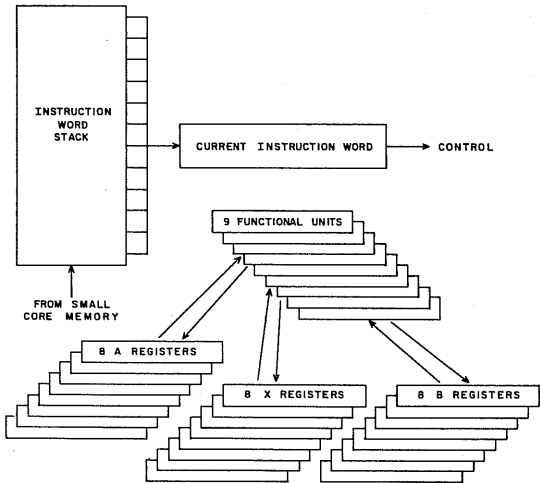 INSTRUCTION
WORD
STACK
CURRENT INSTRUCTION WORD
CONTROL
9 FUNCTIONAL UNITS
FROM SMALL
CORE MEMORY
8 A REGISTERS
8 X REGISTERS
8 B REGISTERS